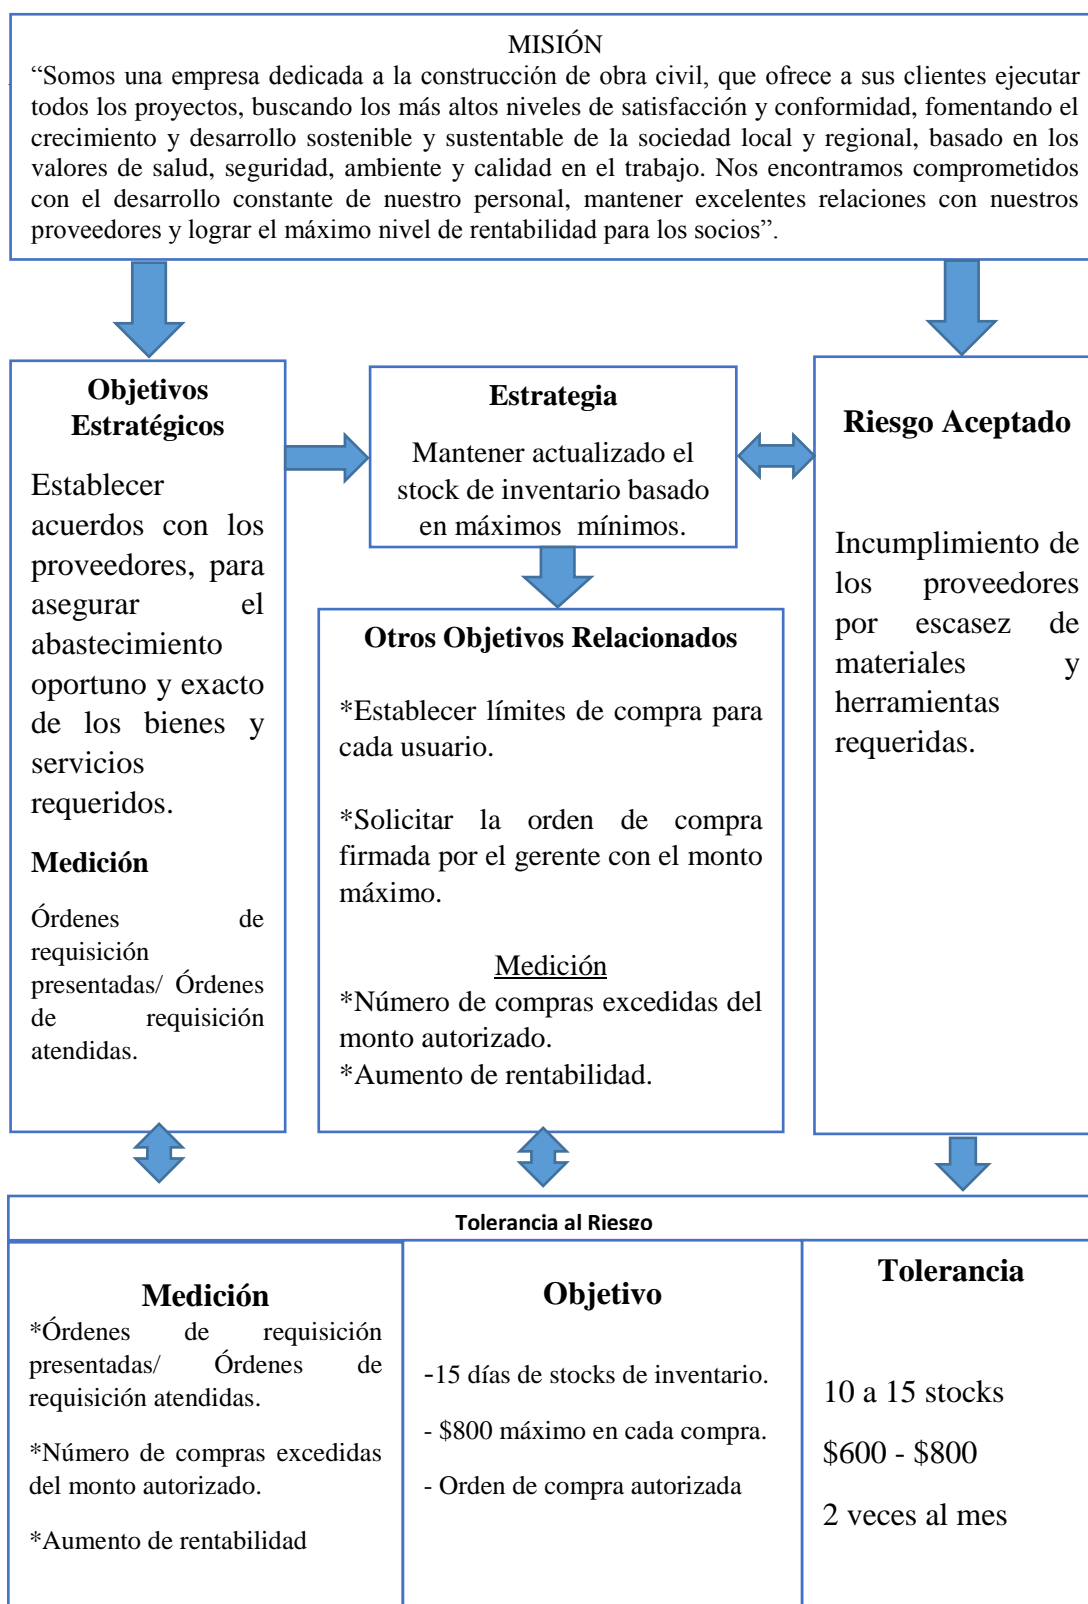 MISIÓN
“Somos una empresa dedicada a la construcción de obra civil, que ofrece a sus clientes ejecutar
todos los proyectos, buscando los más altos niveles de satisfacción y conformidad, fomentando el
crecimiento y desarrollo sostenible y sustentable de la sociedad local y regional, basado en los
valores de salud, seguridad, ambiente y calidad en el trabajo. Nos encontramos comprometidos
con el desarrollo constante de nuestro personal, mantener excelentes relaciones con nuestros
proveedores y lograr el máximo nivel de rentabilidad para los socios”.
Objetivos
Estratégicos
Establecer
acuerdos con los
proveedores, para
asegurar el
abastecimiento
oportuno y exacto
de los bienes y
servicios
requeridos.
Medición
Órdenes de
requisición
presentadas/ Órdenes
de requisición
atendidas.
Estrategia
Mantener actualizado el
stock de inventario basado
en máximos mínimos.
Otros Objetivos Relacionados
*Establecer límites de compra para
cada usuario.
*Solicitar la orden de compra
firmada por el gerente con el monto
máximo.
Medición
*Número de compras excedidas del
monto autorizado.
*Aumento de rentabilidad.
Riesgo Aceptado
Incumplimiento de
los proveedores
por escasez de
materiales y
herramientas
requeridas.
Tolerancia al Riesgo
Medición
*Órdenes de requisición
presentadas/ Órdenes de
requisición atendidas.
*Número de compras excedidas
del monto autorizado.
*Aumento de rentabilidad
Objetivo
-15 días de stocks de inventario.
- $800 máximo en cada compra.
- Orden de compra autorizada
Tolerancia
10 a 15 stocks
$600 - $800
2 veces al mes